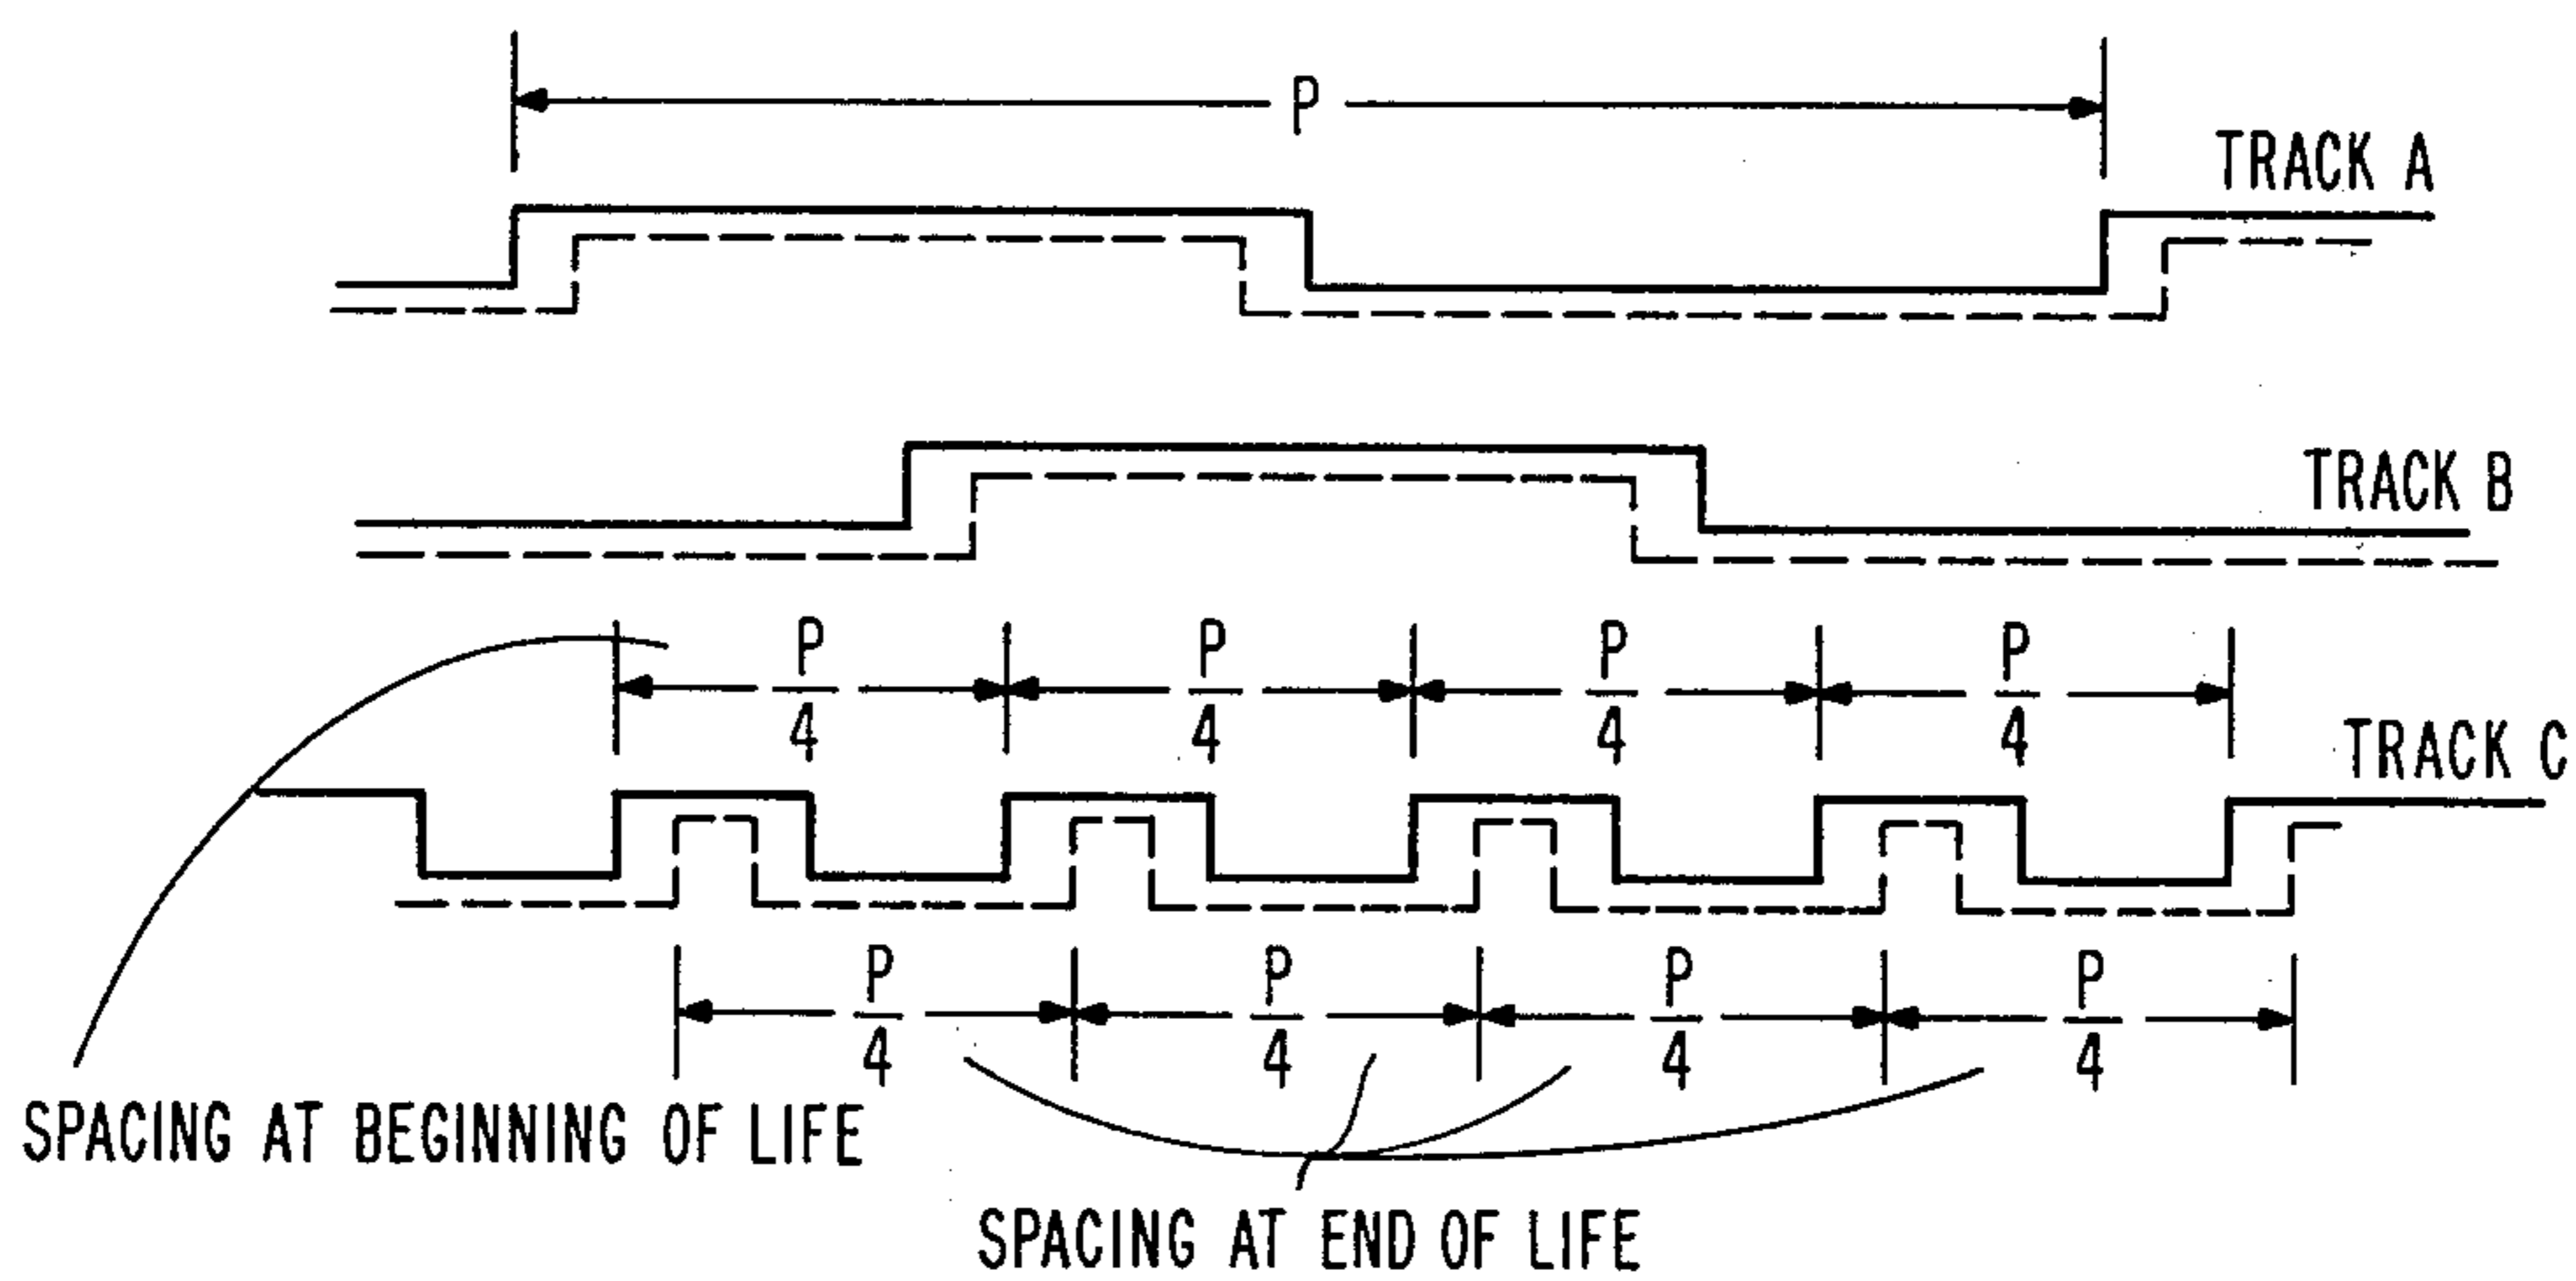 P
TRACK A
TRACK B
P/4 P/4 P/4 P/4
TRACK C
P/4 P/4 P/4 P/4
SPACING AT BEGINNING OF LIFE
SPACING AT END OF LIFE